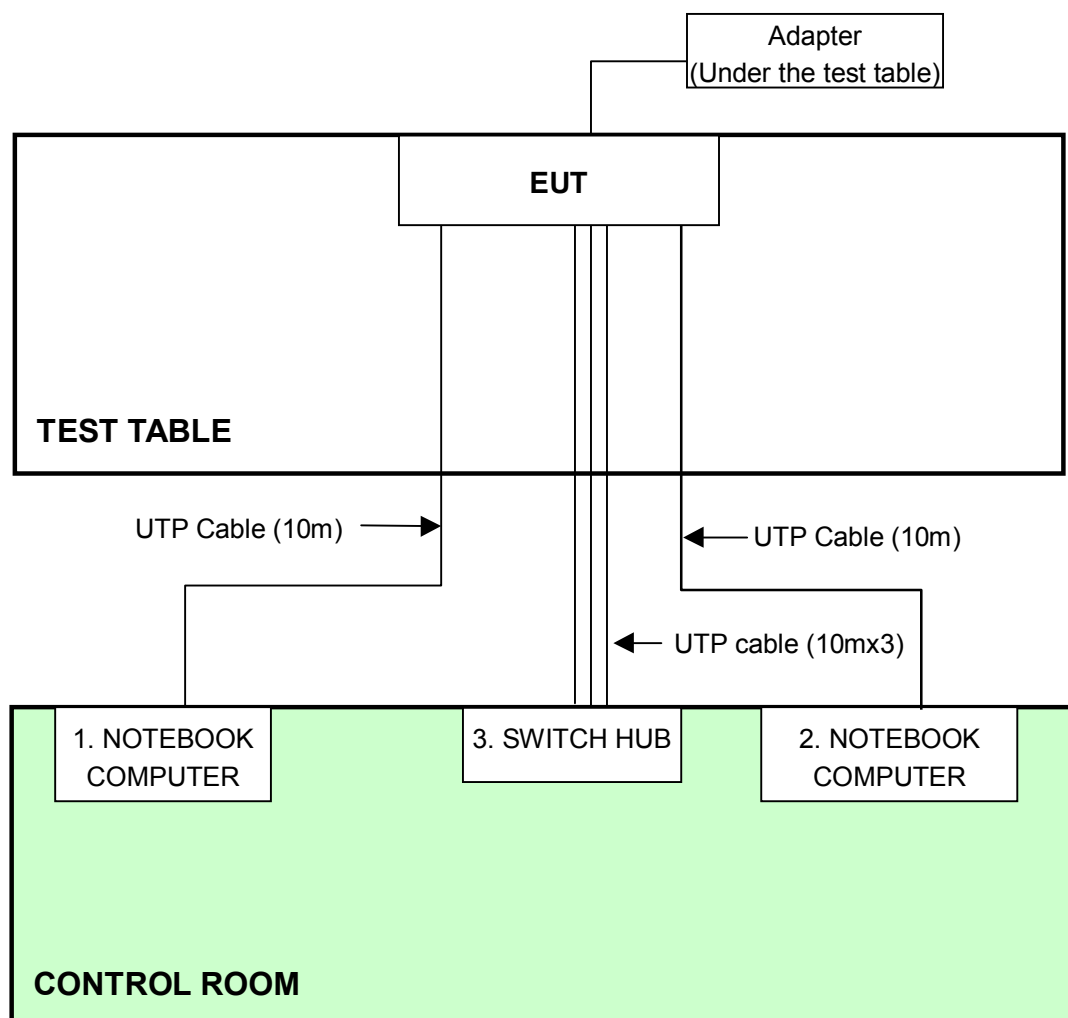 Adapter
(Under the test table)
EUT
TEST TABLE
UTP Cable (10m)
UTP Cable (10m)
UTP cable (10mx3)
1. NOTEBOOK
COMPUTER
3. SWITCH HUB
2. NOTEBOOK
COMPUTER
CONTROL ROOM